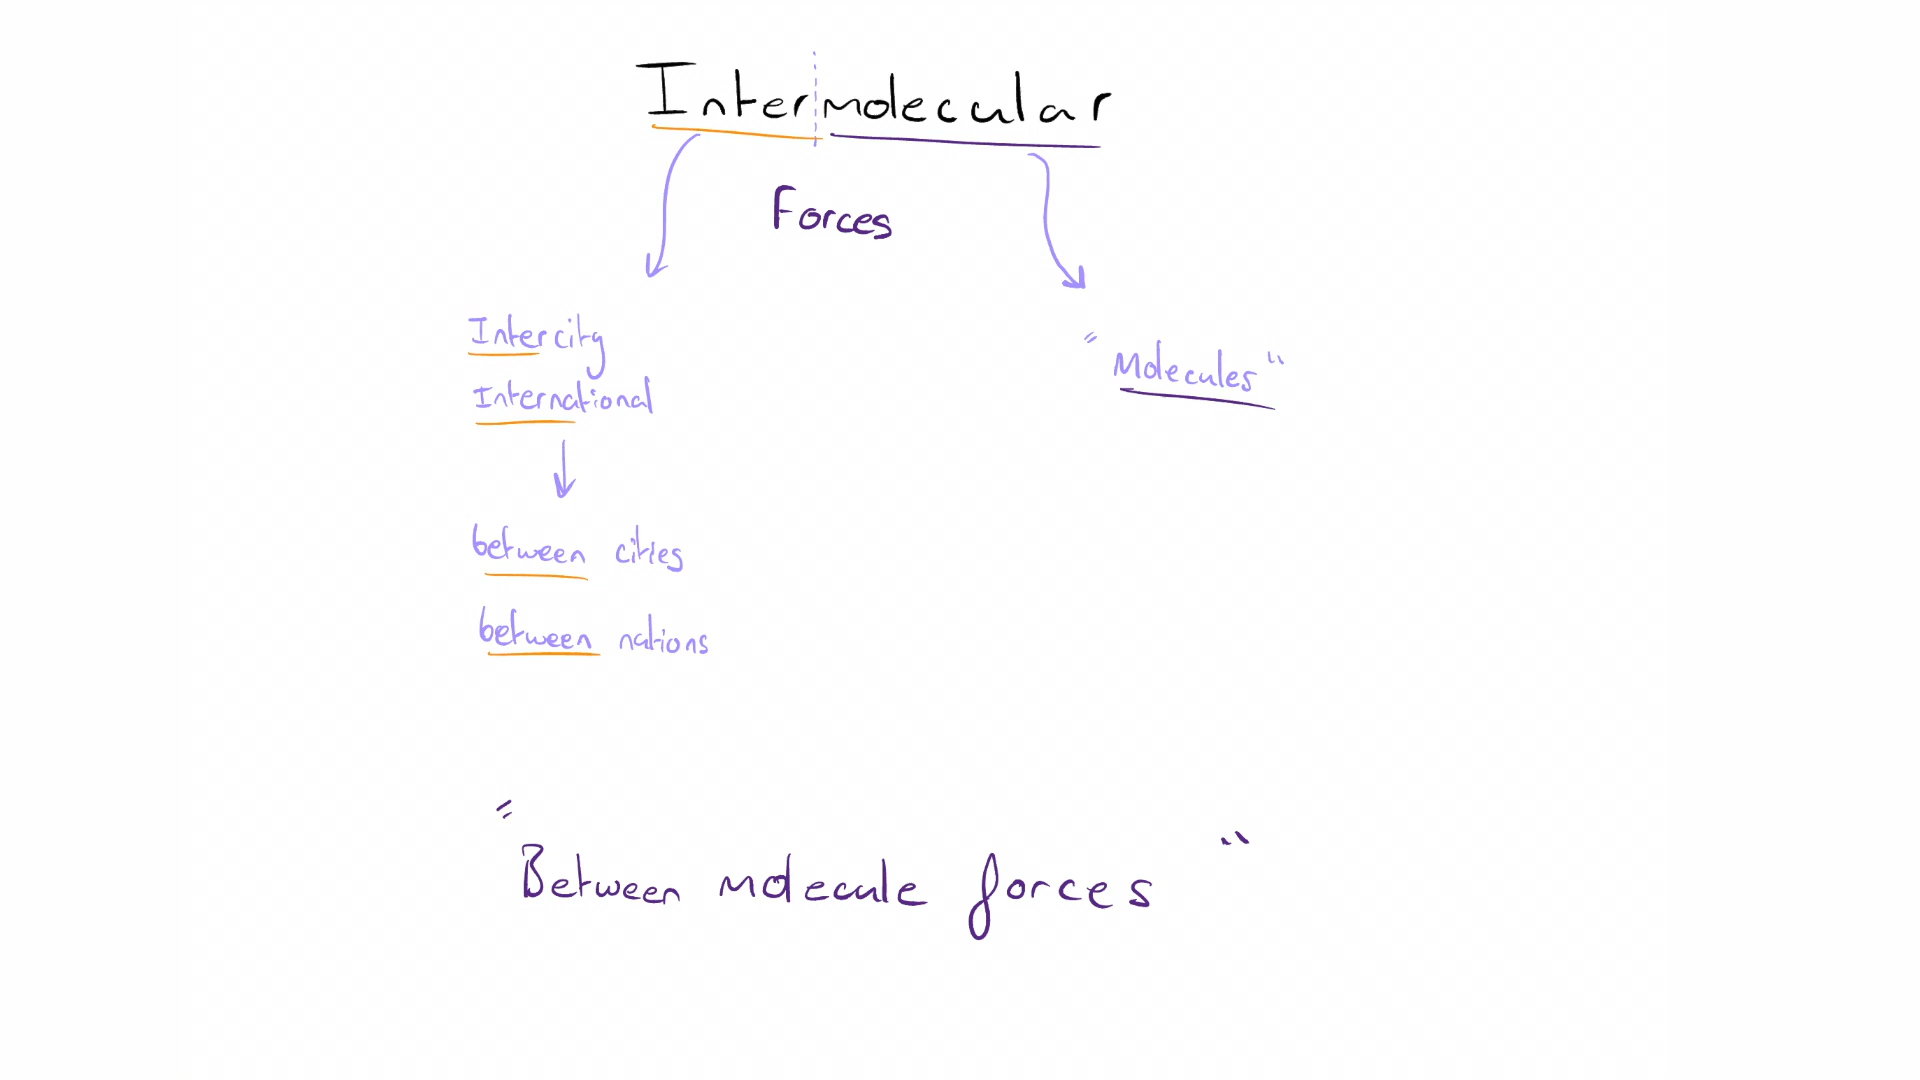 Intermolecular
Forces
Intercity
International
"Molecules"
between cities
between nations
"Between molecule forces"